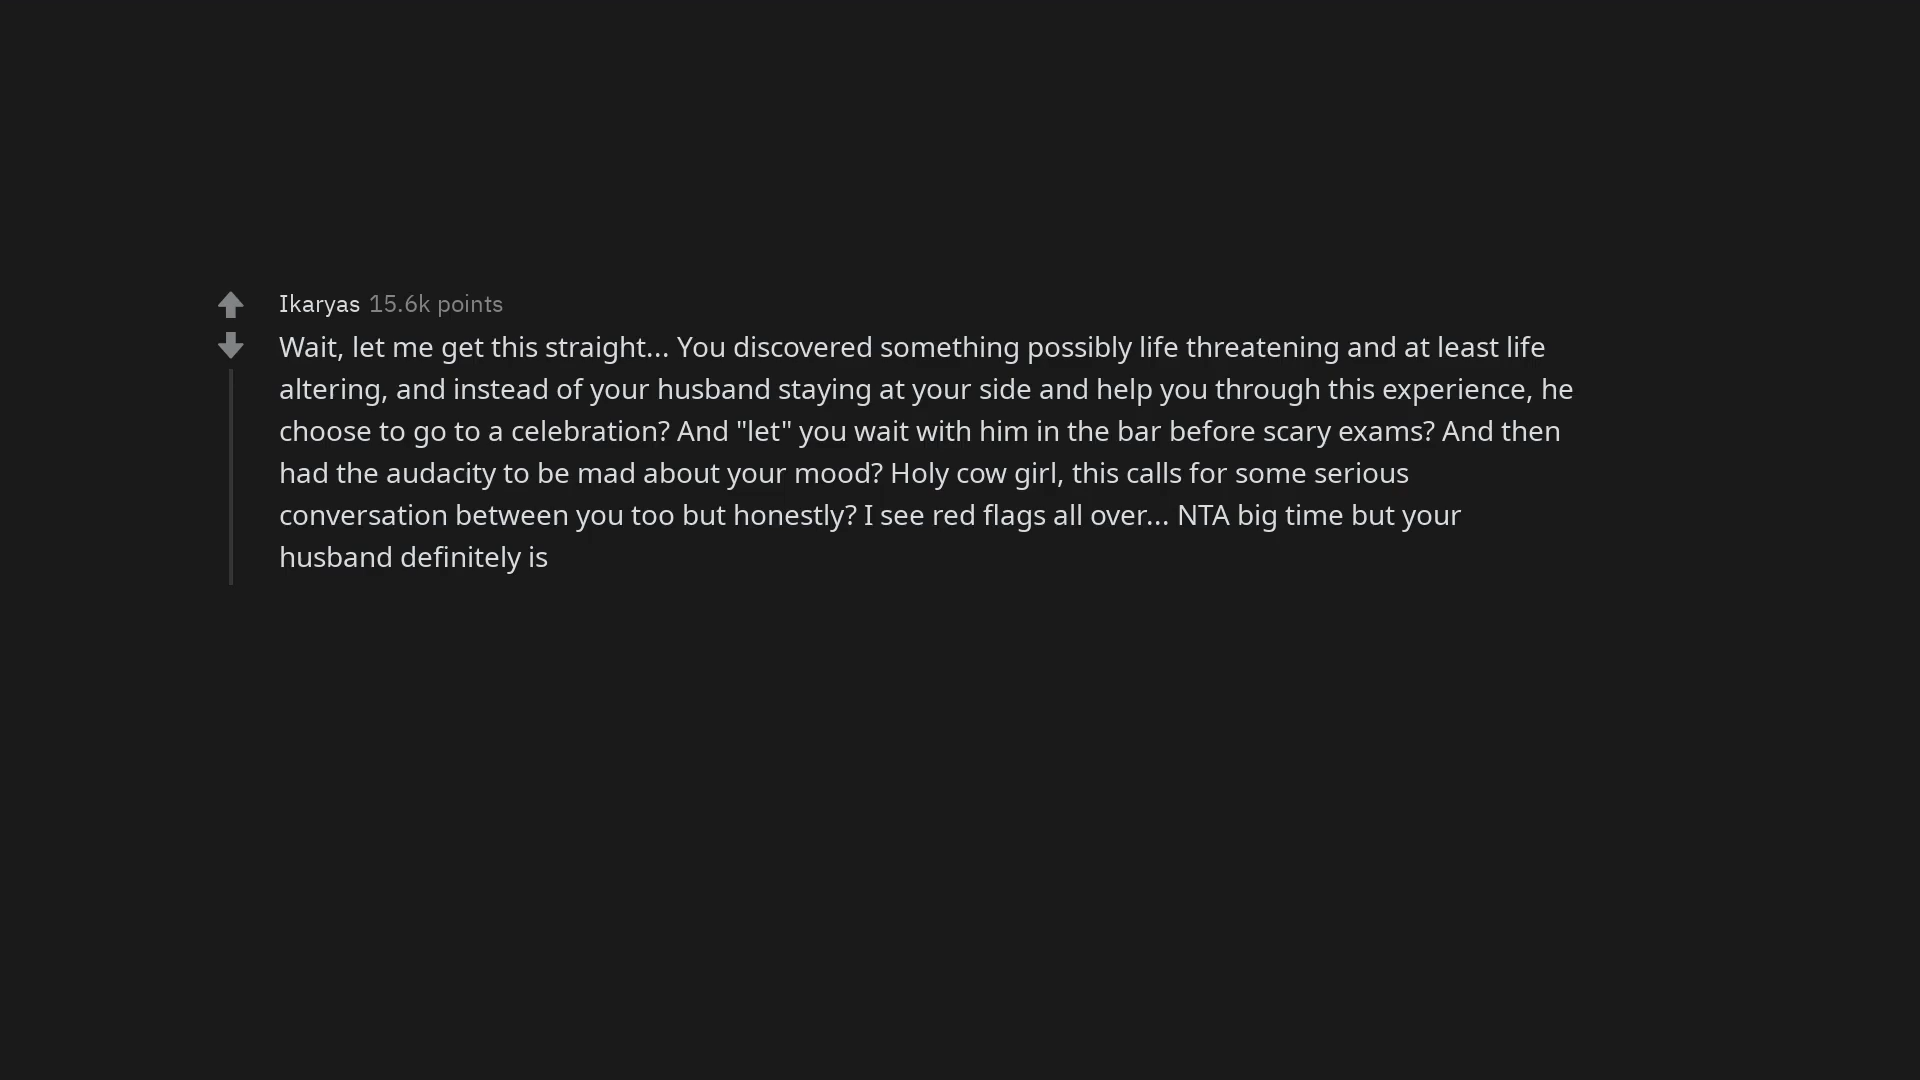 Ikaryas 15.6k points
Wait, let me get this straight... You discovered something possibly life threatening and at least life
altering, and instead of your husband staying at your side and help you through this experience, he
choose to go to a celebration? And "let" you wait with him in the bar before scary exams? And then
had the audacity to be mad about your mood? Holy cow girl, this calls for some serious
conversation between you too but honestly? I see red flags all over... NTA big time but your
husband definitely is